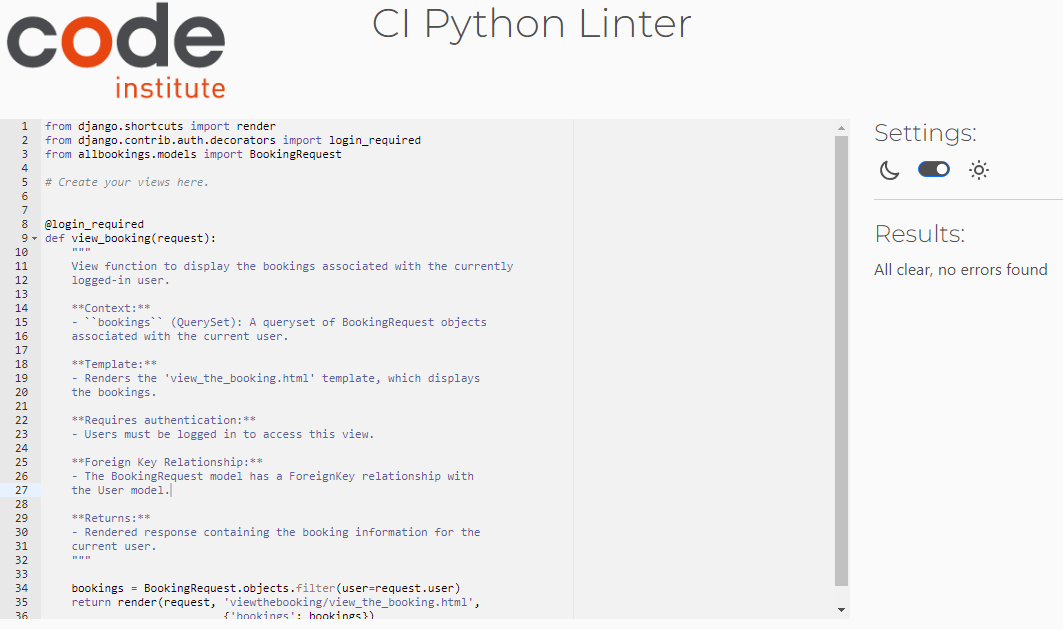 code
institute
CI Python Linter
1 from django.shortcuts import render
2 from django.contrib.auth.decorators import login_required
3 from allbookings.models import BookingRequest
4
5 # Create your views here.
6
7
8 @login_required
9 def view_booking(request):
10 """
11 View function to display the bookings associated with the currently
12 logged-in user.
13
14 **Context:**
15 - ``bookings`` (QuerySet): A queryset of BookingRequest objects
16 associated with the current user.
17
18 **Template:**
19 - Renders the 'view_the_booking.html' template, which displays
20 the bookings.
21
22 **Requires authentication:**
23 - Users must be logged in to access this view.
24
25 **Foreign Key Relationship:**
26 - The BookingRequest model has a ForeignKey relationship with
27 the User model.
28
29 **Returns:**
30 - Rendered response containing the booking information for the
31 current user.
32 """
33
34 bookings = BookingRequest.objects.filter(user=request.user)
35 return render(request, 'viewthebooking/view_the_booking.html',
36 {'bookings': bookings})
Settings:
Results:
All clear, no errors found